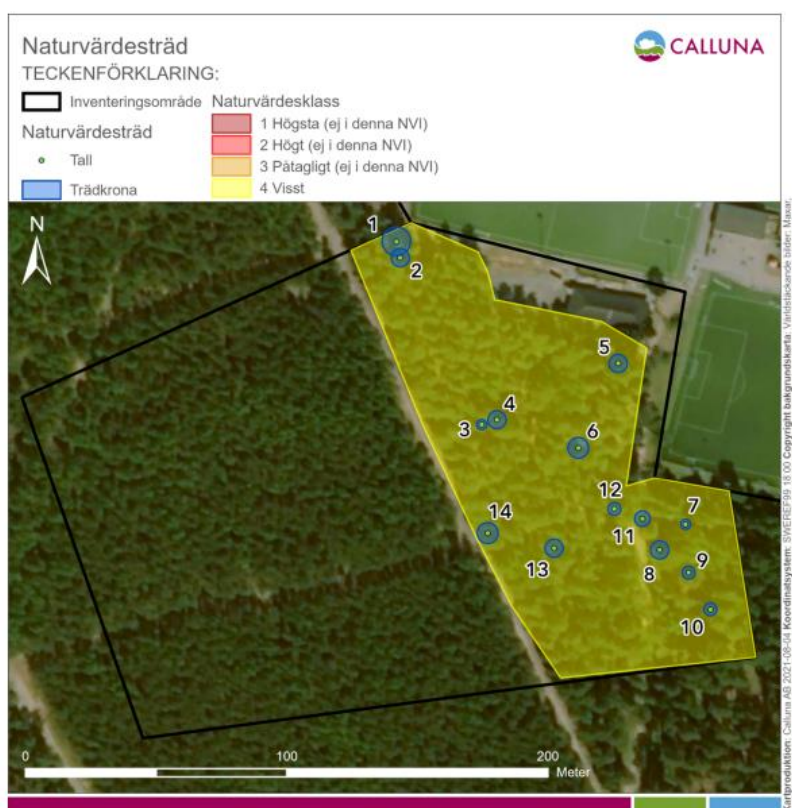 Naturvärdesträd
TECKENFÖRKLARING:
CALLUNA
Inventeringsområde
Naturvärdesträd
Tall
Trädkrona
Naturvärdesklass
1 Högsta (ej i denna NVI)
2 Högt (ej i denna NVI)
3 Påtagligt (ej i denna NVI)
4 Visst
N
1
2
5
4
3
6
12
7
14
11
13
8
9
10
0
100
200
Meter
Kartproduktion: Calluna AB 2021-08-04 Koordinatsystem: SWEREF99 18 00 Copyright bakgrundskarta: Världstäckande bilder: Maxar,